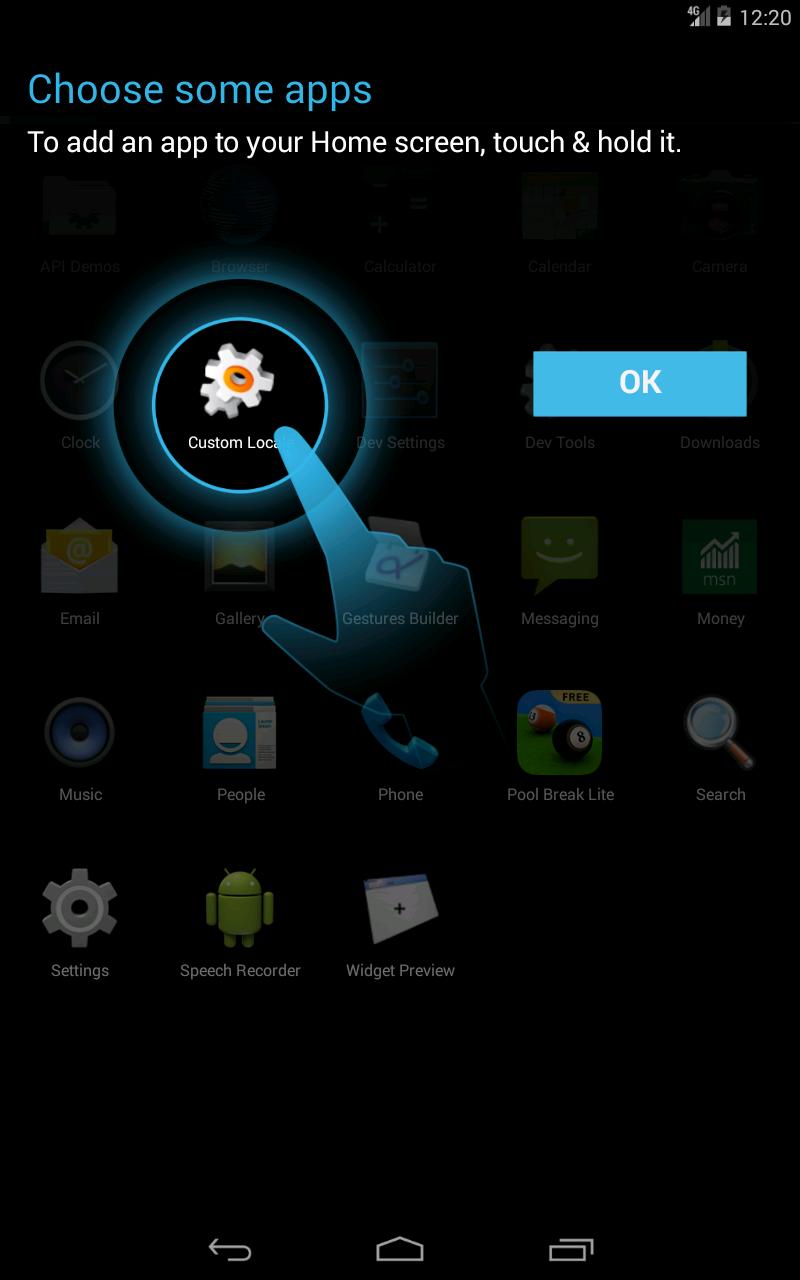 4G 12:20
Choose some apps
To add an app to your Home screen, touch & hold it.
API Demos Browser Calculator Calendar Camera
OK
Clock Custom Loca Dev Settings Dev Tools Downloads
@
msn
Email Gallery Gestures Builder Messaging Money
FREE
8
Music People Phone Pool Break Lite Search
Settings Speech Recorder Widget Preview